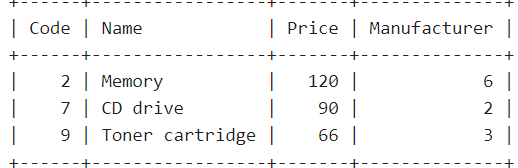 +------+-----------------+-------+--------------+
| Code | Name            | Price | Manufacturer |
+------+-----------------+-------+--------------+
|    2 | Memory          |   120 |            6 |
|    7 | CD drive        |    90 |            2 |
|    9 | Toner cartridge |    66 |            3 |
+------+-----------------+-------+--------------+